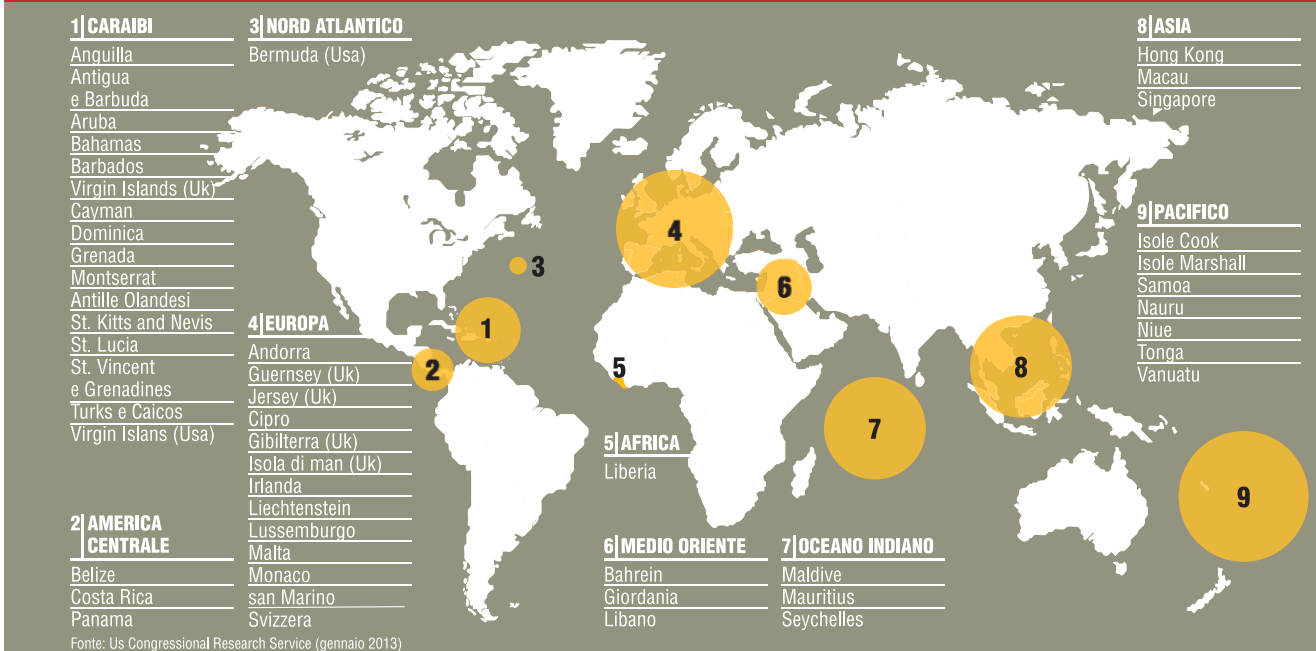 1|CARAIBI
Anguilla
Antigua
e Barbuda
Aruba
Bahamas
Barbados
Virgin Islands (Uk)
Cayman
Dominica
Grenada
Montserrat
Antille Olandesi
St. Kitts and Nevis
St. Lucia
St. Vincent
e Grenadines
Turks e Caicos
Virgin Islans (Usa)
2|AMERICA
CENTRALE
Belize
Costa Rica
Panama
3|NORD ATLANTICO
Bermuda (Usa)
4|EUROPA
Andorra
Guernsey (Uk)
Jersey (Uk)
Cipro
Gibilterra (Uk)
Isola di man (Uk)
Irlanda
Liechtenstein
Lussemburgo
Malta
Monaco
san Marino
Svizzera
5|AFRICA
Liberia
6|MEDIO ORIENTE
Bahrein
Giordania
Libano
7|OCEANO INDIANO
Maldive
Mauritius
Seychelles
8|ASIA
Hong Kong
Macau
Singapore
9|PACIFICO
Isole Cook
Isole Marshall
Samoa
Nauru
Niue
Tonga
Vanuatu
1
2
3
4
5
6
7
8
9
Fonte: Us Congressional Research Service (gennaio 2013)